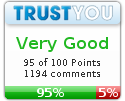 TRUSTYOU
Very Good
95 of 100 Points
1194 comments
95% 5%